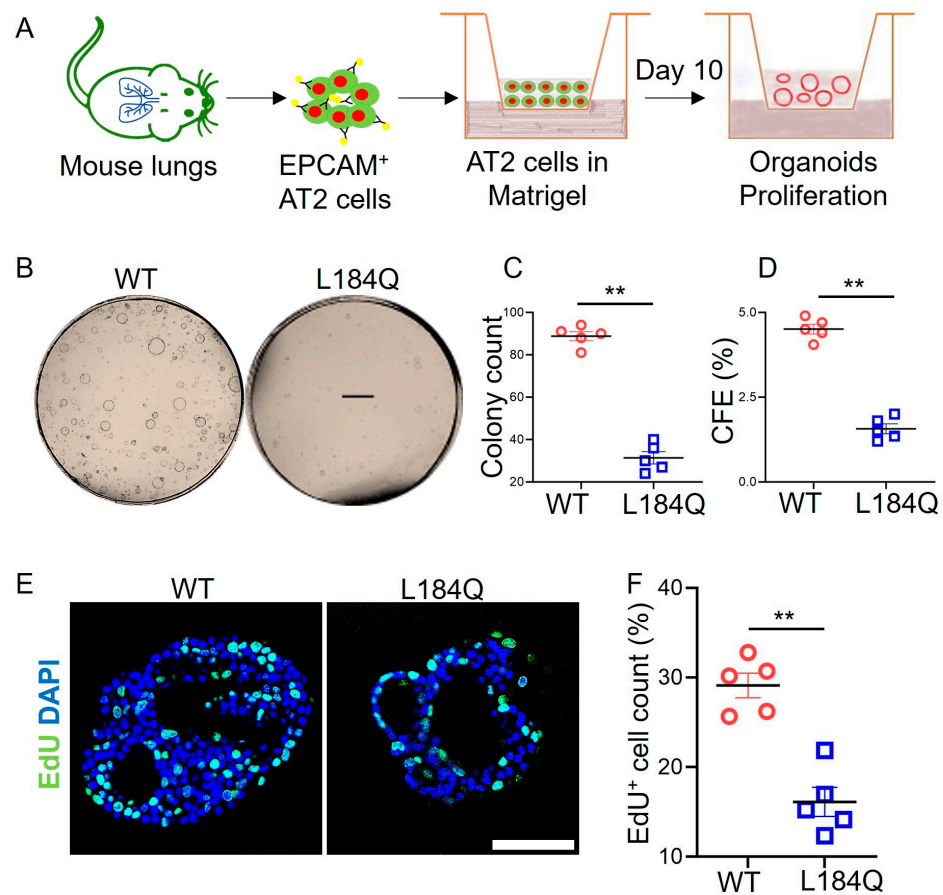 A
Day 10
Mouse lungs
EPCAM⁺
AT2 cells
AT2 cells in
Matrigel
Organoids
Proliferation
B
WT
L184Q
C
**
Colony count
100
80
60
40
20
WT
L184Q
D
**
CFE (%)
5.0
2.5
0.0
WT
L184Q
E
WT
L184Q
EdU DAPI
F
**
EdU⁺ cell count (%)
40
30
20
10
WT
L184Q